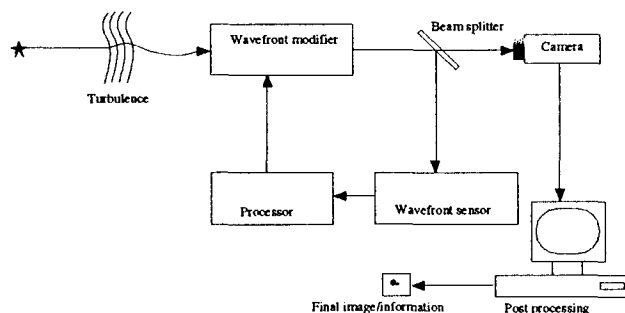 Wavefront modifier
Beam splitter
Camera
Turbulence
Processor
Wavefront sensor
Final image/information
Post processing